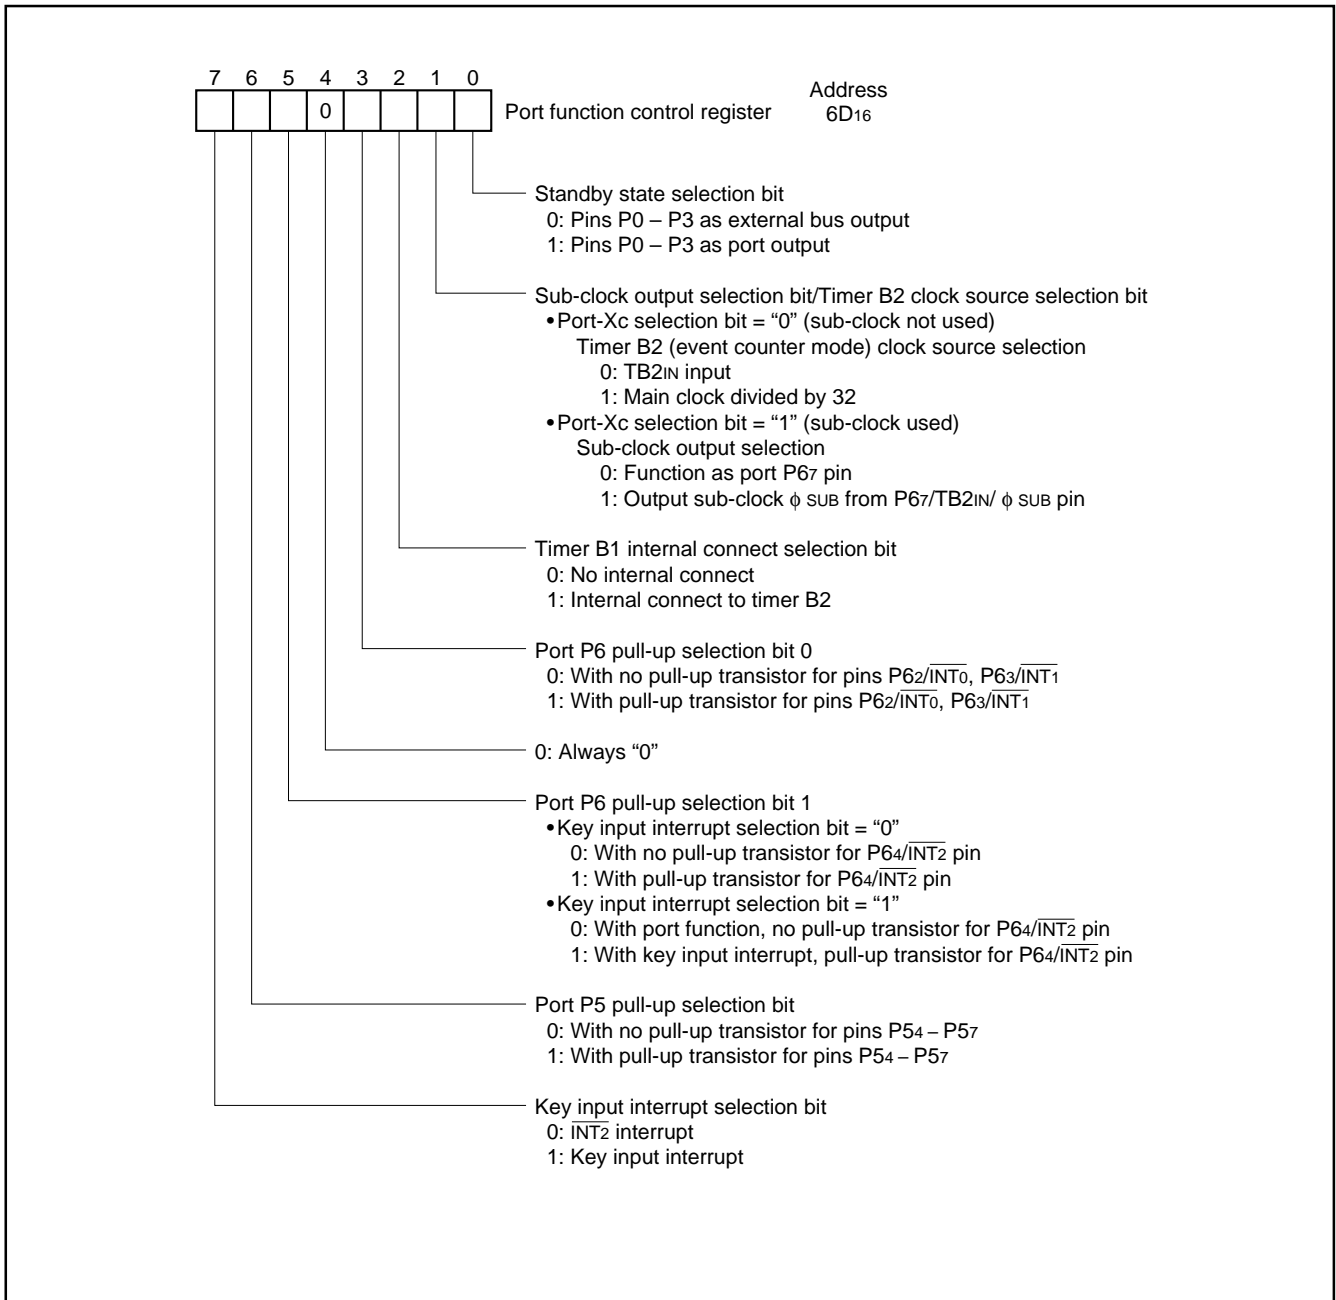 7 6 5 4 3 2 1 0
Address
0 Port function control register 6D16
Standby state selection bit
0: Pins P0 – P3 as external bus output
1: Pins P0 – P3 as port output
Sub-clock output selection bit/Timer B2 clock source selection bit
•Port-Xc selection bit = “0” (sub-clock not used)
Timer B2 (event counter mode) clock source selection
0: TB2IN input
1: Main clock divided by 32
•Port-Xc selection bit = “1” (sub-clock used)
Sub-clock output selection
0: Function as port P67 pin
1: Output sub-clock ϕ SUB from P67/TB2IN/ ϕ SUB pin
Timer B1 internal connect selection bit
0: No internal connect
1: Internal connect to timer B2
Port P6 pull-up selection bit 0
0: With no pull-up transistor for pins P62/INT0, P63/INT1
1: With pull-up transistor for pins P62/INT0, P63/INT1
0: Always “0”
Port P6 pull-up selection bit 1
•Key input interrupt selection bit = “0”
0: With no pull-up transistor for P64/INT2 pin
1: With pull-up transistor for P64/INT2 pin
•Key input interrupt selection bit = “1”
0: With port function, no pull-up transistor for P64/INT2 pin
1: With key input interrupt, pull-up transistor for P64/INT2 pin
Port P5 pull-up selection bit
0: With no pull-up transistor for pins P54 – P57
1: With pull-up transistor for pins P54 – P57
Key input interrupt selection bit
0: INT2 interrupt
1: Key input interrupt